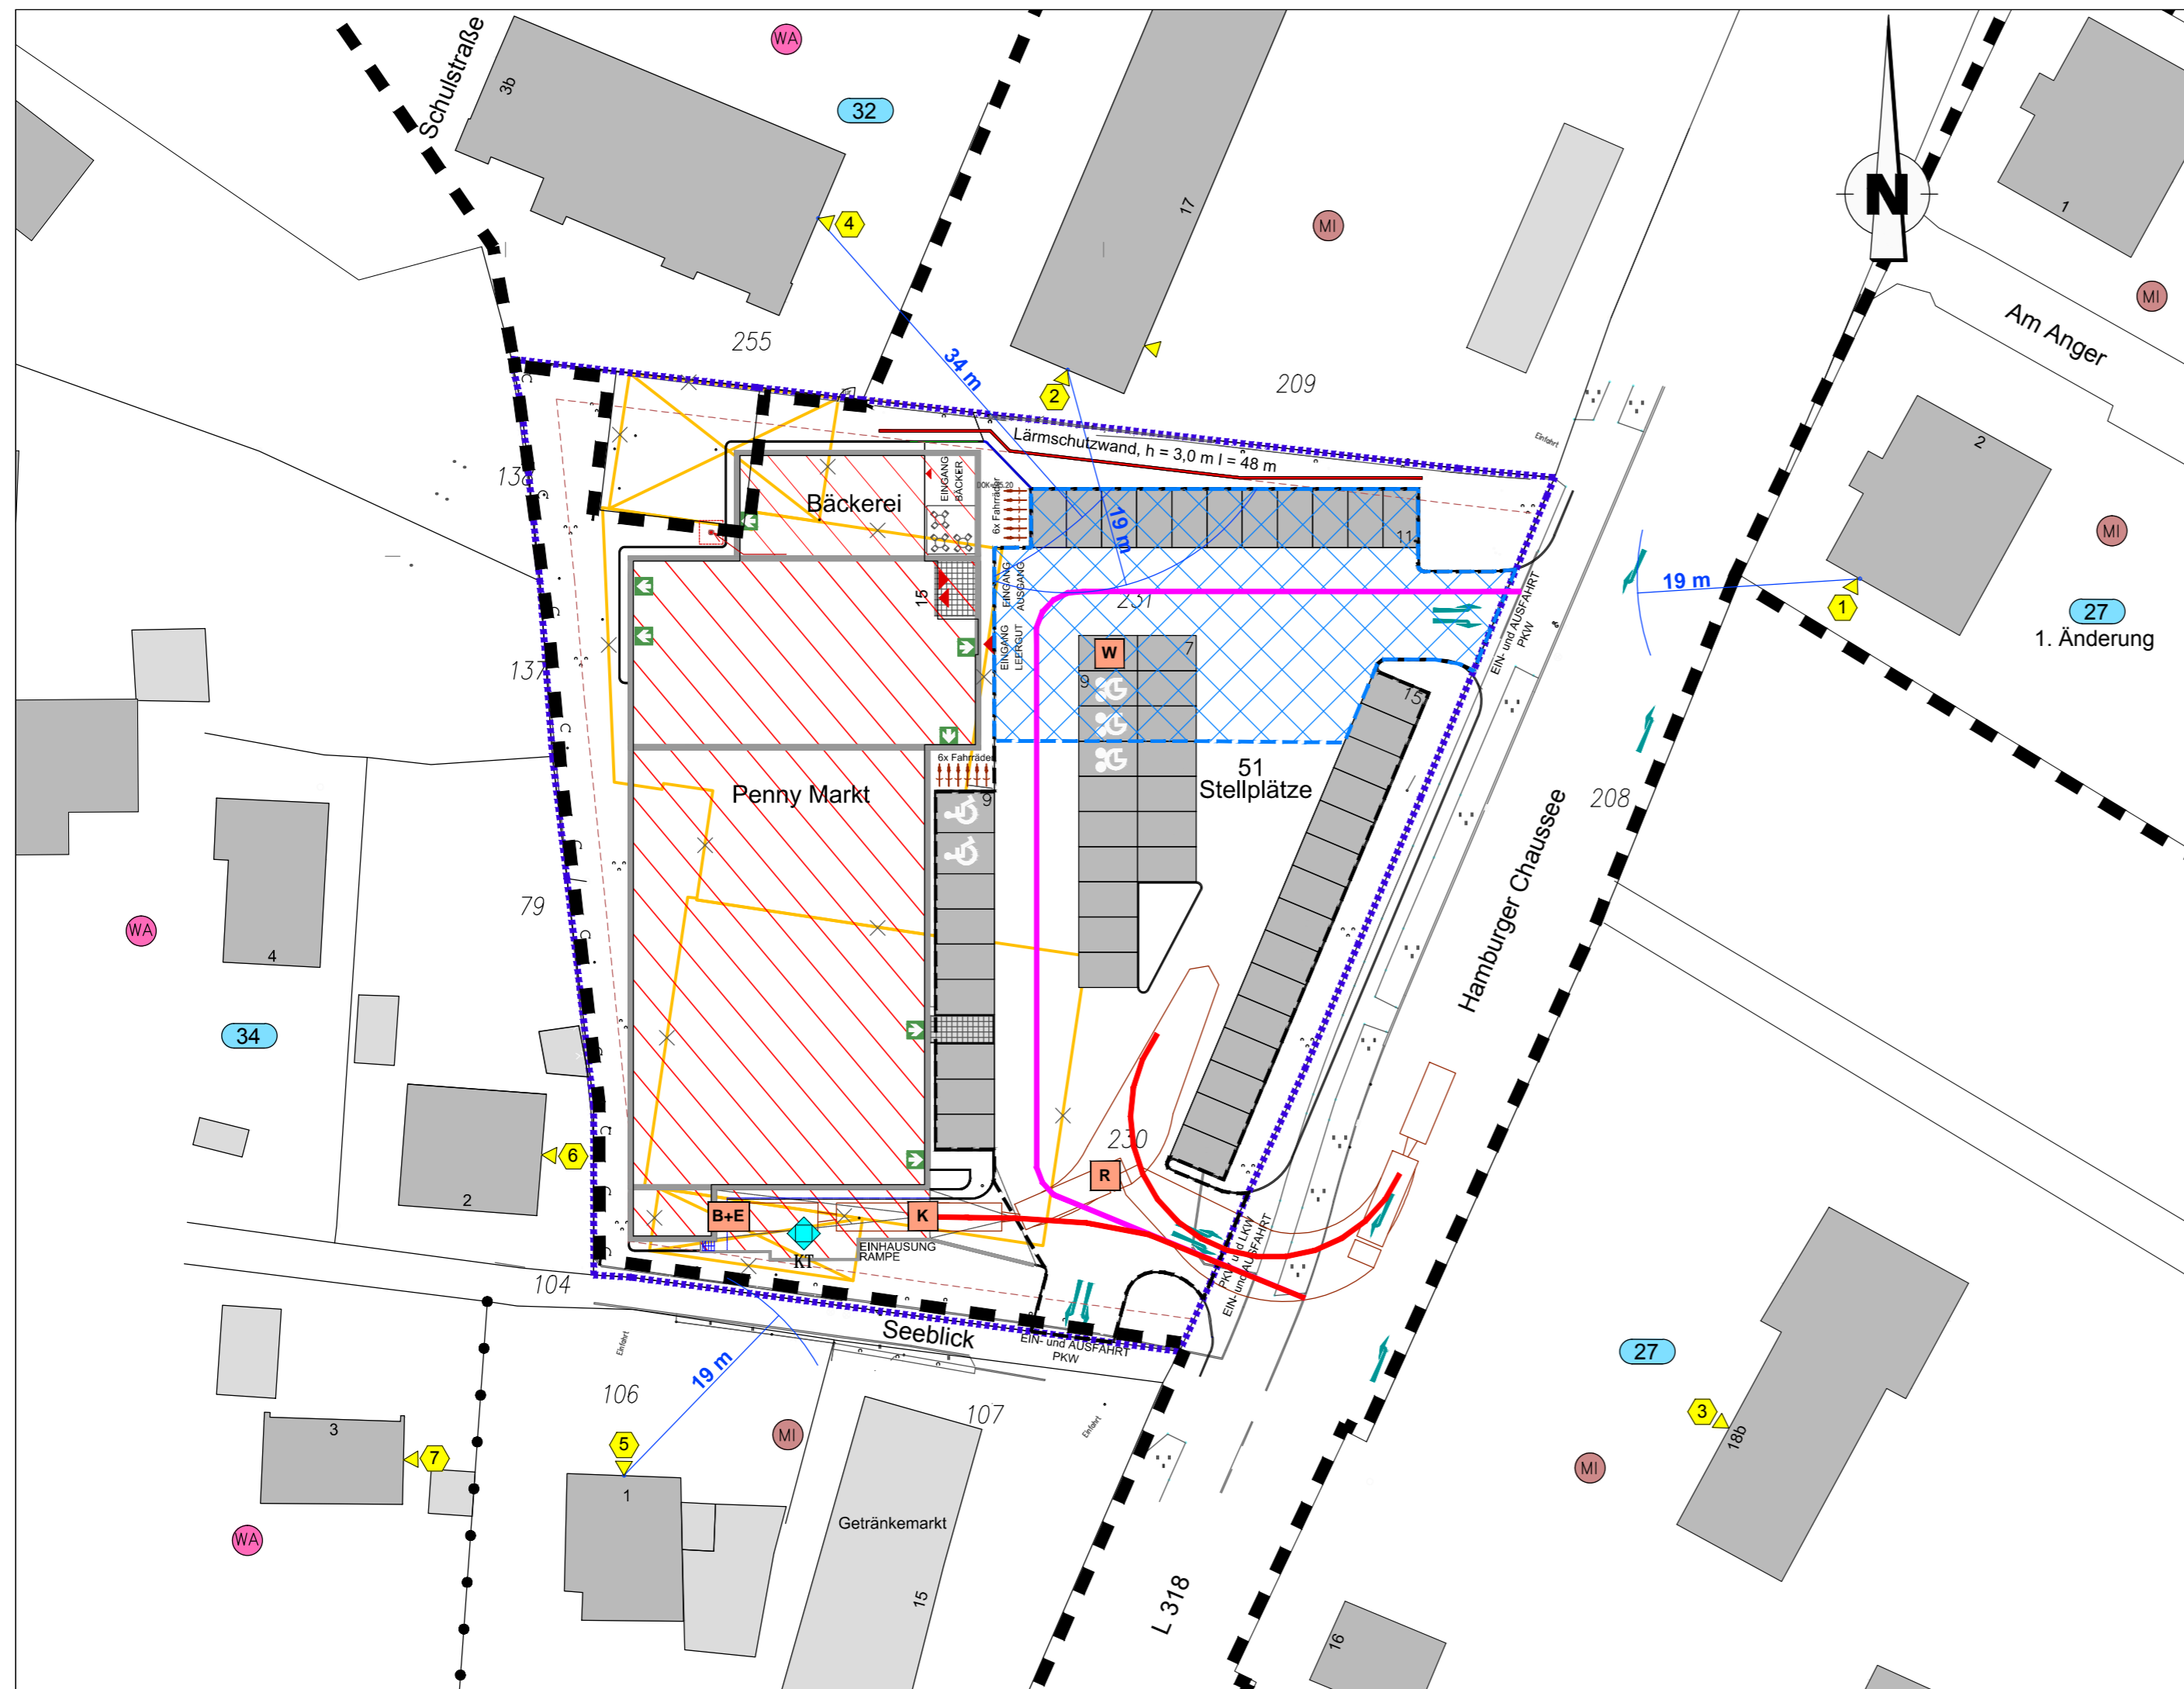 Schulstraße
3b
WA
32
4
17
MI
N
1
MI
Am Anger
255
34 m
2
209
2
Lärmschutzwand, h = 3,0 m l = 48 m
Einfahrt
138
Bäckerei
EINGANG
BÄCKER
6x Fahrräder
19 m
11
MI
15
EINGANG
AUSGANG
231
EIN- und AUSFAHRT
PKW
19 m
1
27
1. Änderung
137
EINGANG
LEERGUT
W
7
9
15
6x Fahrräder
Penny Markt
9
51
Stellplätze
208
Hamburger Chaussee
79
WA
4
34
230
6
2
R
B+E
K
KT
EINHAUSUNG
RAMPE
PKW und LKW
EIN- und AUSFAHRT
104
Seeblick
EIN- und AUSFAHRT
PKW
Einfahrt
19 m
106
107
Einfahrt
27
3
18b
MI
MI
3
7
5
1
WA
Getränkemarkt
15
L 318
16